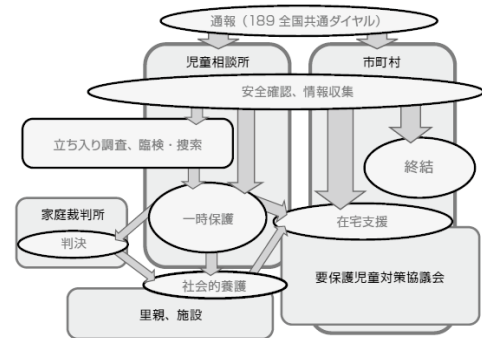 通報（189 全国共通ダイヤル）
児童相談所
市町村
安全確認、情報収集
立ち入り調査、臨検・捜索
終結
家庭裁判所
一時保護
在宅支援
判決
要保護児童対策協議会
社会的養護
里親、施設